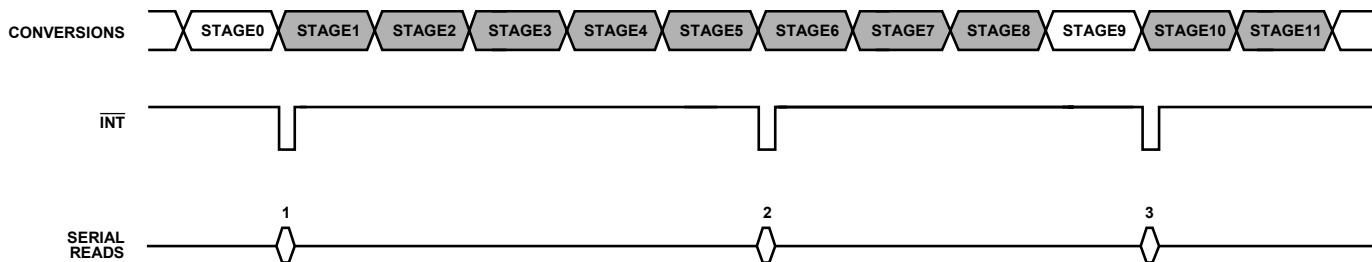 CONVERSIONS STAGE0 STAGE1 STAGE2 STAGE3 STAGE4 STAGE5 STAGE6 STAGE7 STAGE8 STAGE9 STAGE10 STAGE11
INT
1 2 3
SERIAL
READS